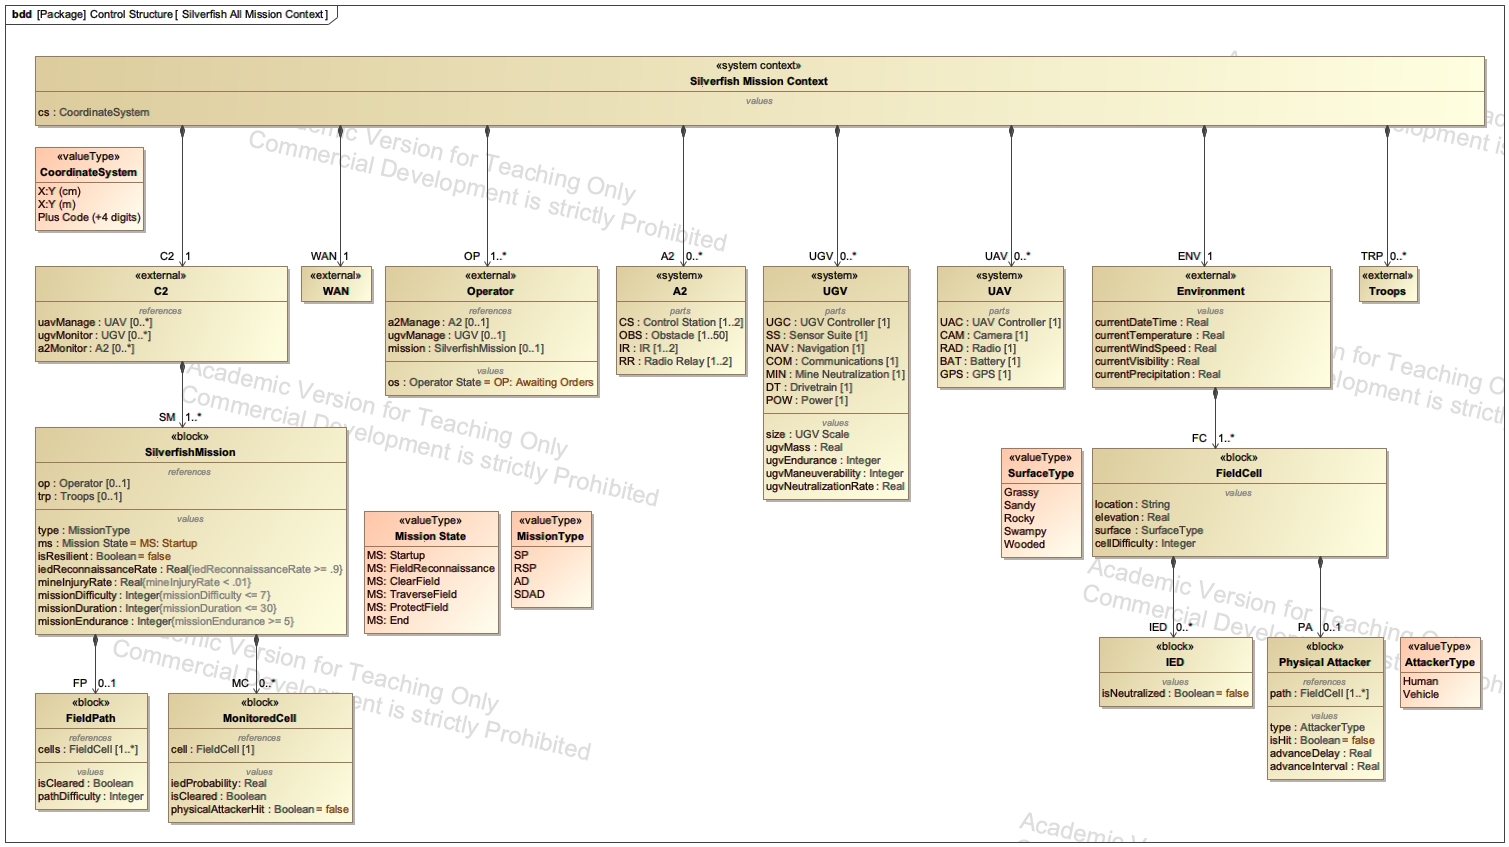 bdd [Package] Control Structure [ Silverfish All Mission Context ]
«system context»
Silverfish Mission Context
values
cs : CoordinateSystem
«valueType»
CoordinateSystem
X:Y (cm)
X:Y (m)
Plus Code (+4 digits)
C2 1
WAN 1
OP 1..*
A2 0..*
UGV 0..*
UAV 0..*
ENV 1
TRP 0..*
«external»
C2
references
uavManage : UAV [0..*]
ugvMonitor : UGV [0..*]
a2Monitor : A2 [0..*]
«external»
WAN
«external»
Operator
references
a2Manage : A2 [0..1]
ugvManage : UGV [0..1]
mission : SilverfishMission [0..1]
values
os : Operator State = OP: Awaiting Orders
«system»
A2
parts
CS : Control Station [1..2]
OBS : Obstacle [1..50]
IR : IR [1..2]
RR : Radio Relay [1..2]
«system»
UGV
parts
UGC : UGV Controller [1]
SS : Sensor Suite [1]
NAV : Navigation [1]
COM : Communications [1]
MIN : Mine Neutralization [1]
DT : Drivetrain [1]
POW : Power [1]
values
size : UGV Scale
ugvMass : Real
ugvEndurance : Integer
ugvManeuverability : Integer
ugvNeutralizationRate : Real
«system»
UAV
parts
UAC : UAV Controller [1]
CAM : Camera [1]
RAD : Radio [1]
BAT : Battery [1]
GPS : GPS [1]
«external»
Environment
values
currentDateTime : Real
currentTemperature : Real
currentWindSpeed : Real
currentVisibility : Real
currentPrecipitation : Real
«external»
Troops
SM 1..*
«block»
SilverfishMission
references
op : Operator [0..1]
trp : Troops [0..1]
values
type : MissionType
ms : Mission State = MS: Startup
isResilient : Boolean = false
iedReconnaissanceRate : Real{iedReconnaissanceRate >= .9}
mineInjuryRate : Real{mineInjuryRate < .01}
missionDifficulty : Integer{missionDifficulty <= 7}
missionDuration : Integer{missionDuration <= 30}
missionEndurance : Integer{missionEndurance >= 5}
«valueType»
Mission State
MS: Startup
MS: FieldReconnaissance
MS: ClearField
MS: TraverseField
MS: ProtectField
MS: End
«valueType»
MissionType
SP
RSP
AD
SDAD
FC 1..*
«valueType»
SurfaceType
Grassy
Sandy
Rocky
Swampy
Wooded
«block»
FieldCell
values
location : String
elevation : Real
surface : SurfaceType
cellDifficulty : Integer
FP 0..1
MC 0..*
«block»
FieldPath
references
cells : FieldCell [1..*]
values
isCleared : Boolean
pathDifficulty : Integer
«block»
MonitoredCell
references
cell : FieldCell [1]
values
iedProbability: Real
isCleared : Boolean
physicalAttackerHit : Boolean = false
IED 0..*
PA 0..1
«block»
IED
values
isNeutralized : Boolean = false
«block»
Physical Attacker
references
path : FieldCell [1..*]
values
type : AttackerType
isHit : Boolean = false
advanceDelay : Real
advanceInterval : Real
«valueType»
AttackerType
Human
Vehicle
Version for Teaching Only
Commercial Development is strictly Prohibited
Academic Version for Teaching Only
Commercial Development is strictly Prohibited
Version for Teaching Only
Commercial Development is strictly Prohibited
Academic Version for Teaching
Commercial Development
Academic